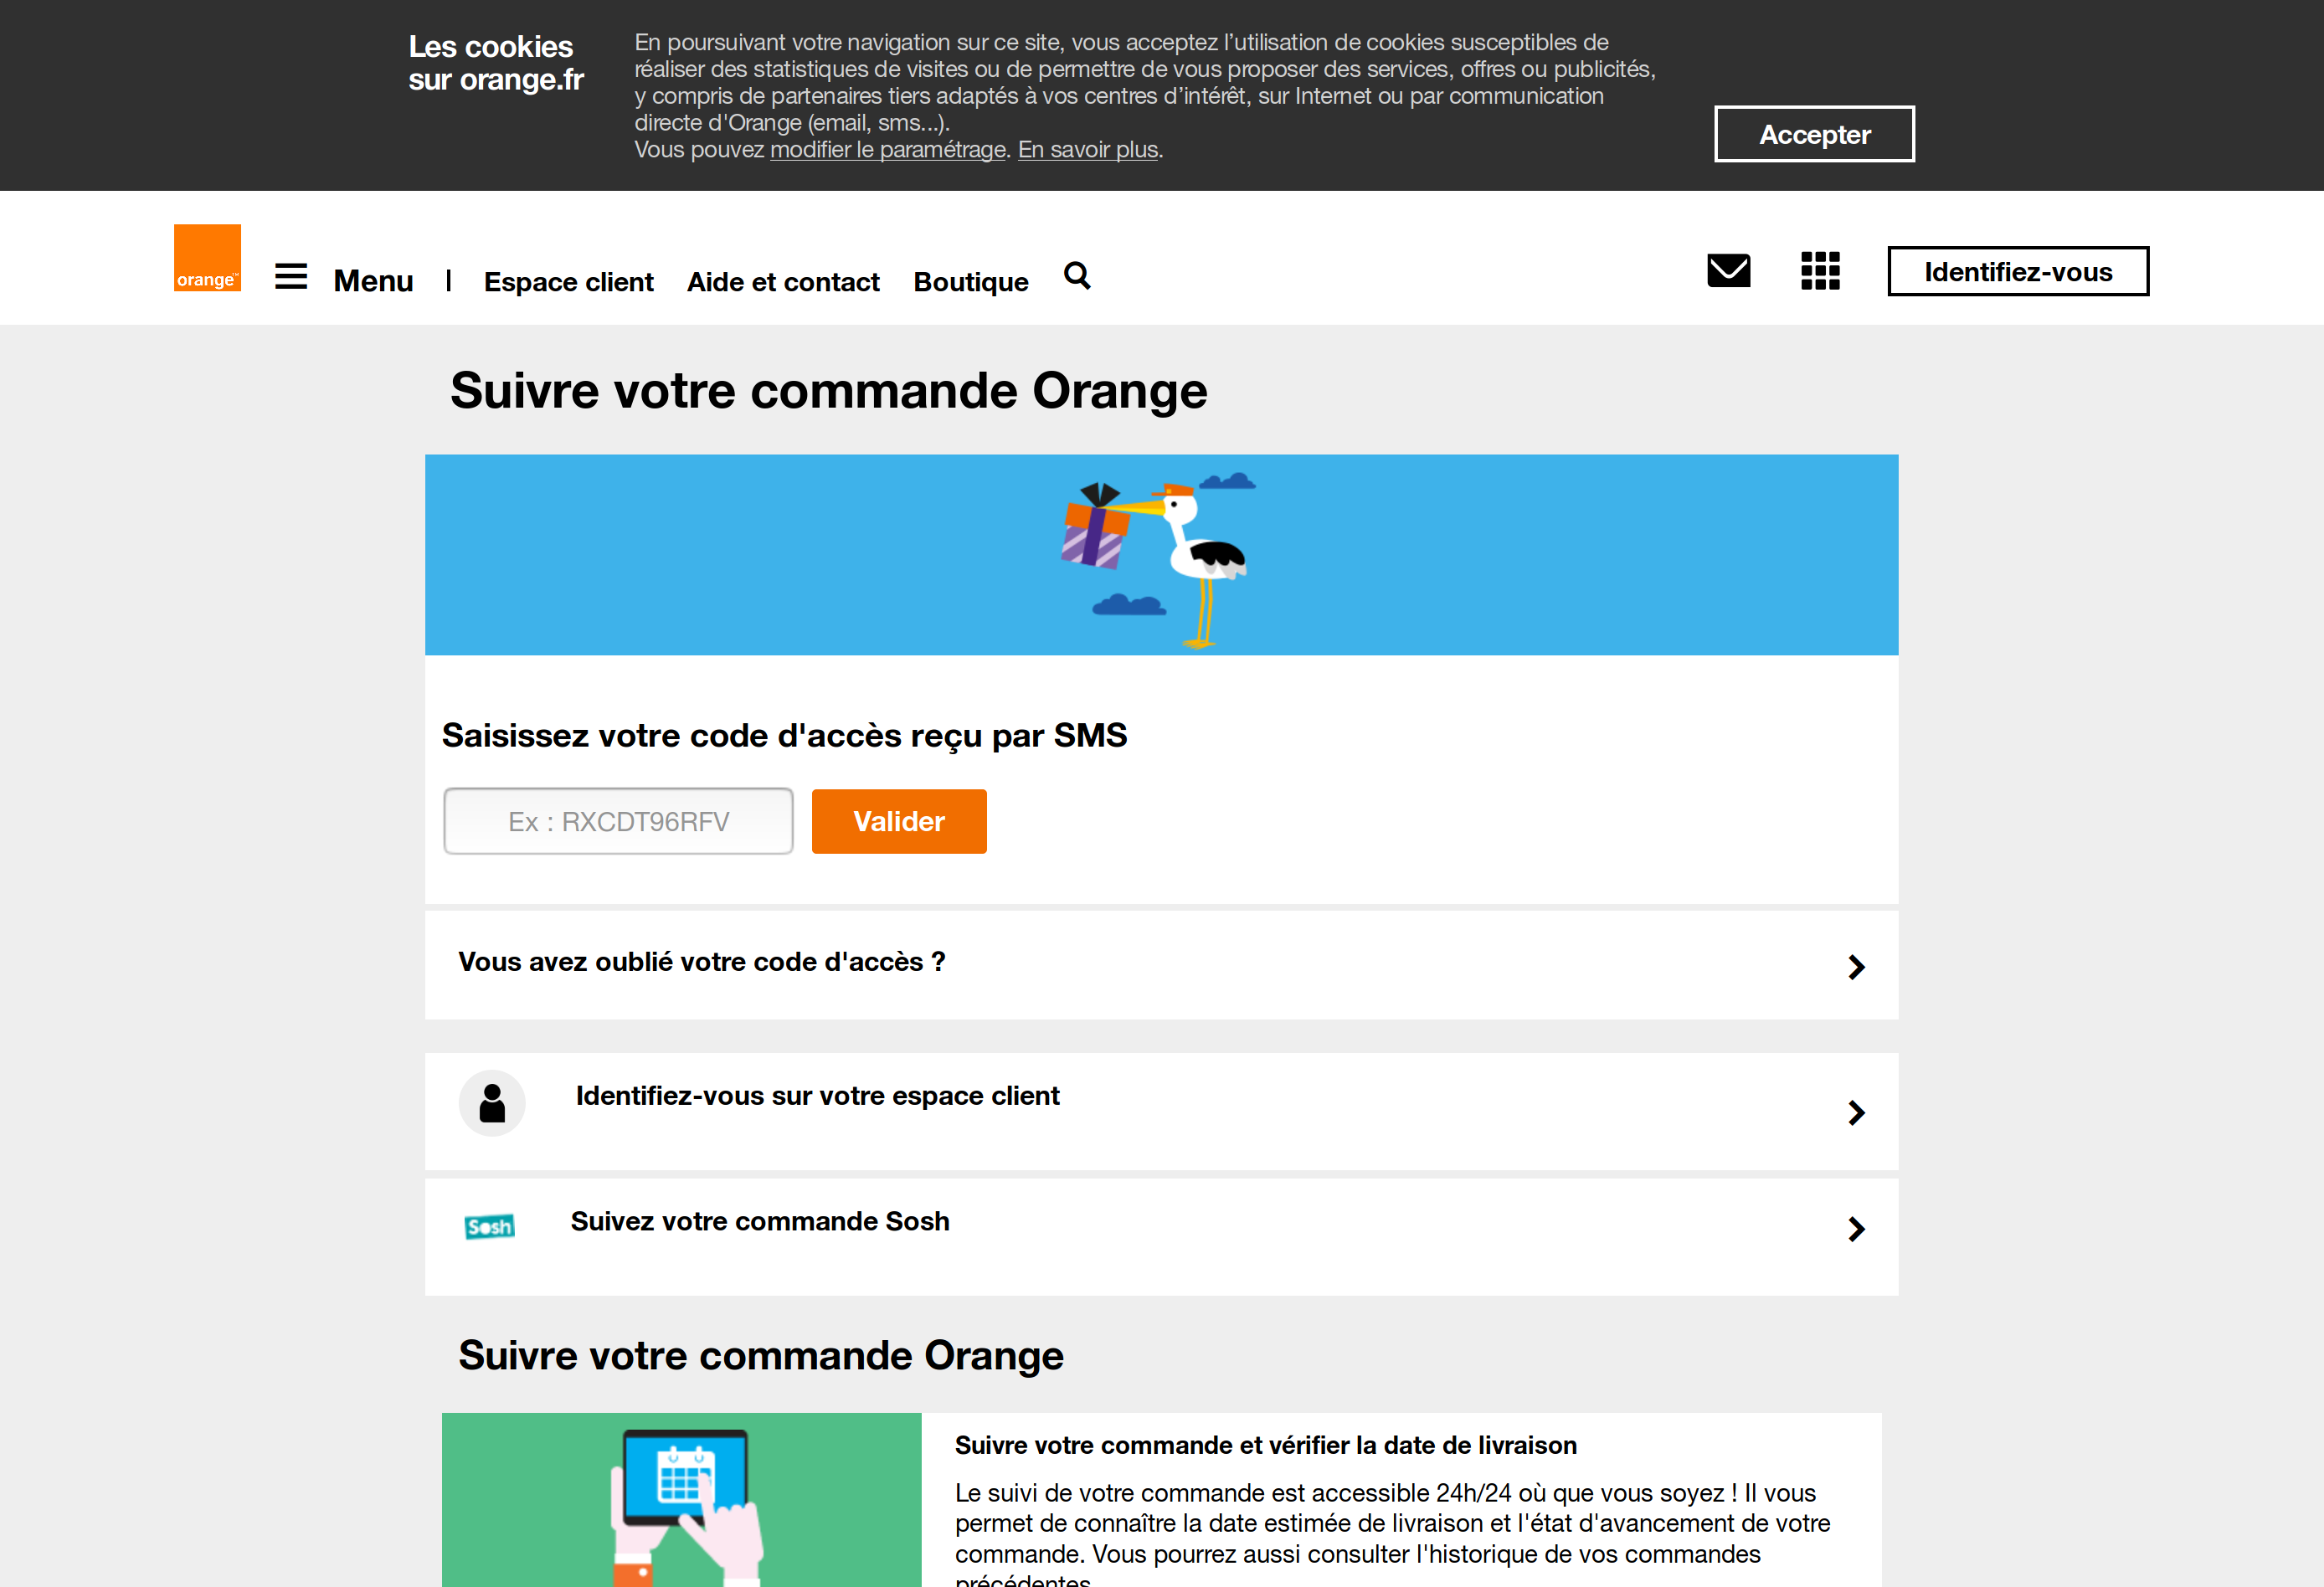 Les cookies
sur orange.fr
En poursuivant votre navigation sur ce site, vous acceptez l’utilisation de cookies susceptibles de
réaliser des statistiques de visites ou de permettre de vous proposer des services, offres ou publicités,
y compris de partenaires tiers adaptés à vos centres d’intérêt, sur Internet ou par communication
directe d'Orange (email, sms...).
Vous pouvez modifier le paramétrage. En savoir plus.
Accepter
orange™
Menu
Espace client
Aide et contact
Boutique
Identifiez-vous
Suivre votre commande Orange
Saisissez votre code d'accès reçu par SMS
Ex : RXCDT96RFV
Valider
Vous avez oublié votre code d'accès ?
Identifiez-vous sur votre espace client
Sosh
Suivez votre commande Sosh
Suivre votre commande Orange
Suivre votre commande et vérifier la date de livraison
Le suivi de votre commande est accessible 24h/24 où que vous soyez ! Il vous
permet de connaître la date estimée de livraison et l'état d'avancement de votre
commande. Vous pourrez aussi consulter l'historique de vos commandes
précédentes